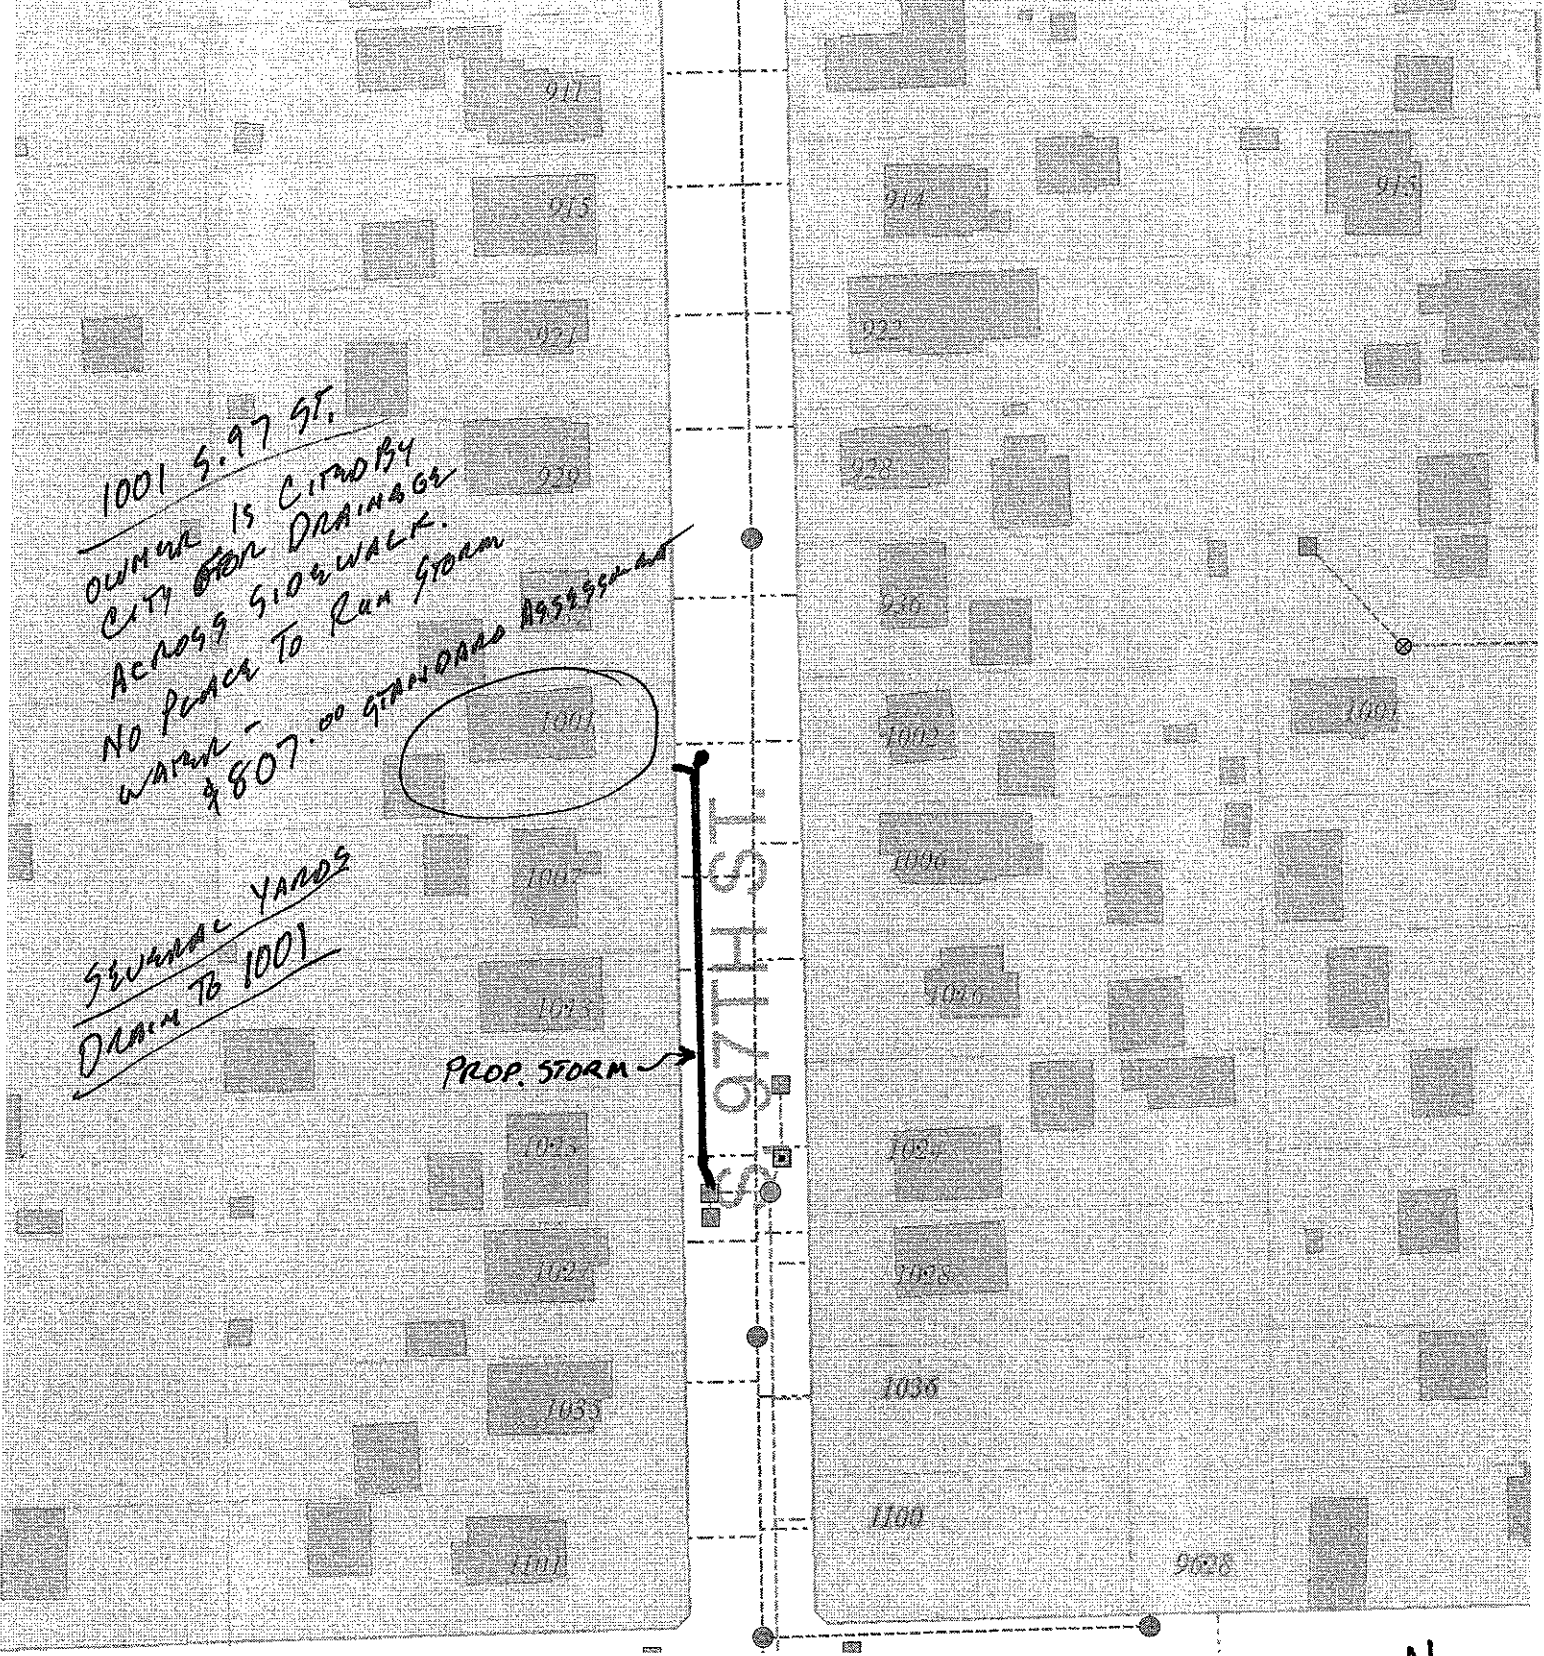 911
915
914
915
921
922
929
928
936
1001 S. 97 ST.
OWNER IS CITED BY
CITY FOR DRAINAGE
ACROSS SIDEWALK.
NO PLACE TO RUN STORM
WATER -
$807.00 STANDARD ASSESSMENT
1001
1002
1001
S. 97TH ST.
1007
1006
SEVERAL YARDS
DRAIN TO 1001
1013
1016
PROP. STORM
1024
1027
1028
1035
1036
1101
1100
9628
N